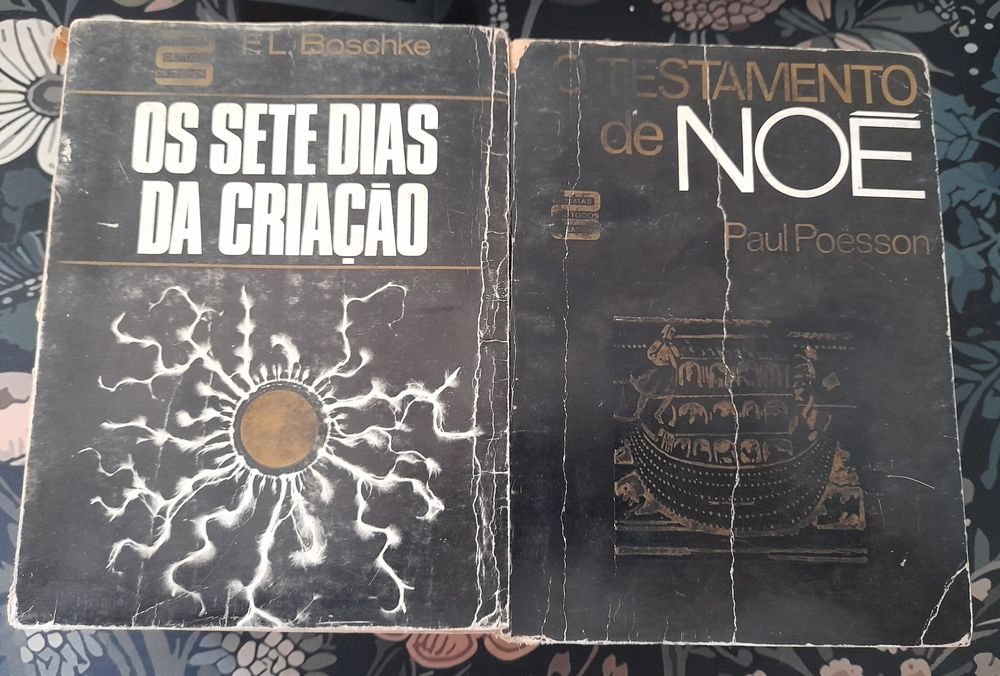 F. L. Boschke
OS SETE DIAS
DA CRIAÇÃO
O TESTAMENTO
de NOÉ
Paul Poesson